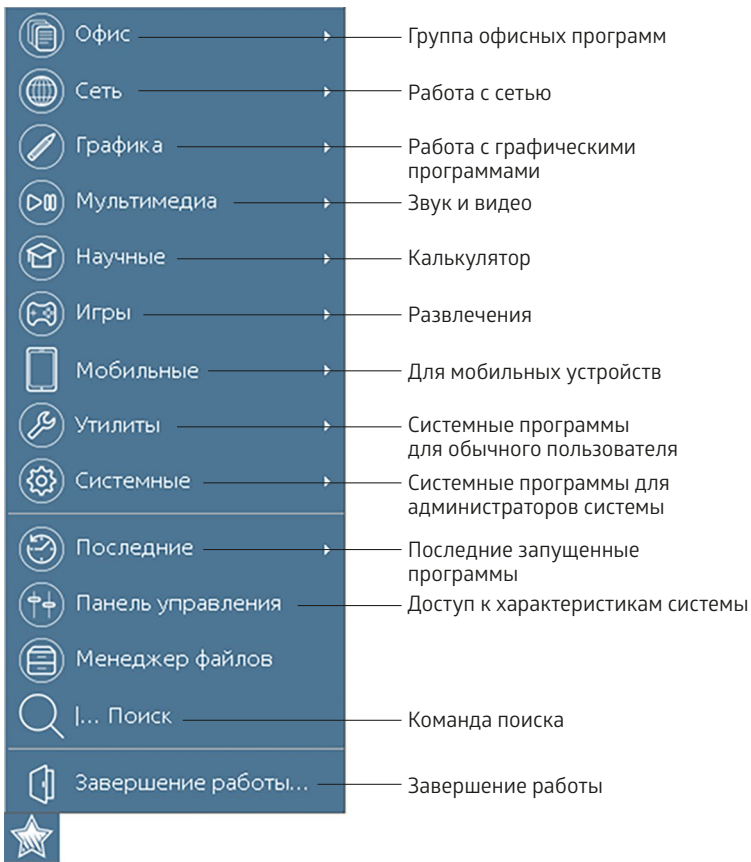 Офис
Группа офисных программ
Сеть
Работа с сетью
Графика
Работа с графическими
программами
Мультимедиа
Звук и видео
Научные
Калькулятор
Игры
Развлечения
Мобильные
Для мобильных устройств
Утилиты
Системные программы
для обычного пользователя
Системные
Системные программы для
администраторов системы
Последние
Последние запущенные
программы
Панель управления
Доступ к характеристикам системы
Менеджер файлов
|... Поиск
Команда поиска
Завершение работы...
Завершение работы